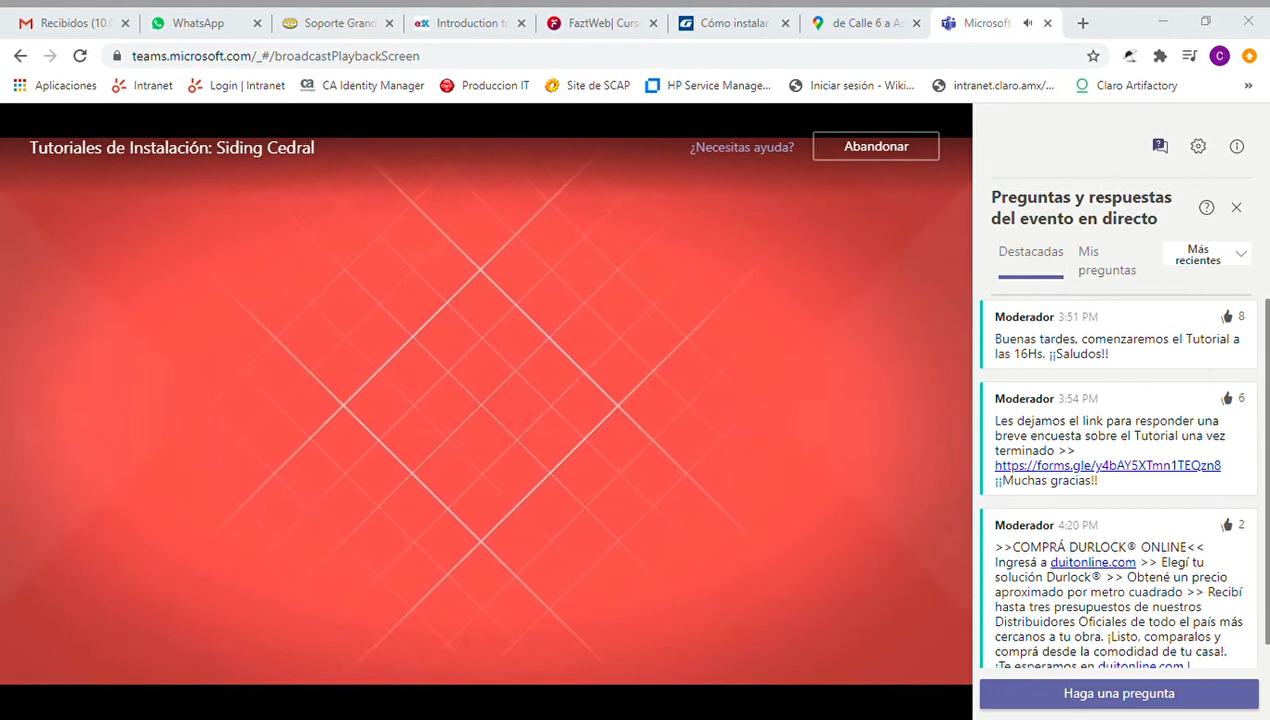 Recibidos (10.
WhatsApp
Soporte Grand
Introduction to
FaztWeb| Curs
Cómo instalar
de Calle 6 a As
Microsoft
teams.microsoft.com/_#/broadcastPlaybackScreen
C
Aplicaciones
Intranet
Login | Intranet
CA Identity Manager
Produccion IT
Site de SCAP
HP Service Manage...
Iniciar sesión - Wiki...
intranet.claro.amx/...
Claro Artifactory
»
Tutoriales de Instalación: Siding Cedral
¿Necesitas ayuda?
Abandonar
Preguntas y respuestas
del evento en directo
Destacadas
Mis
preguntas
Más
recientes
Moderador 3:51 PM
8
Buenas tardes, comenzaremos el Tutorial a
las 16Hs. ¡¡Saludos!!
Moderador 3:54 PM
6
Les dejamos el link para responder una
breve encuesta sobre el Tutorial una vez
terminado >>
https://forms.gle/y4bAY5XTmn1TEQzn8
¡¡Muchas gracias!!
Moderador 4:20 PM
2
>>COMPRÁ DURLOCK® ONLINE<<
Ingresá a duitonline.com >> Elegí tu
solución Durlock® >> Obtené un precio
aproximado por metro cuadrado >> Recibí
hasta tres presupuestos de nuestros
Distribuidores Oficiales de todo el país más
cercanos a tu obra. ¡Listo, comparalos y
comprá desde la comodidad de tu casa!.
¡Te esperamos en duitonline.com |
Haga una pregunta